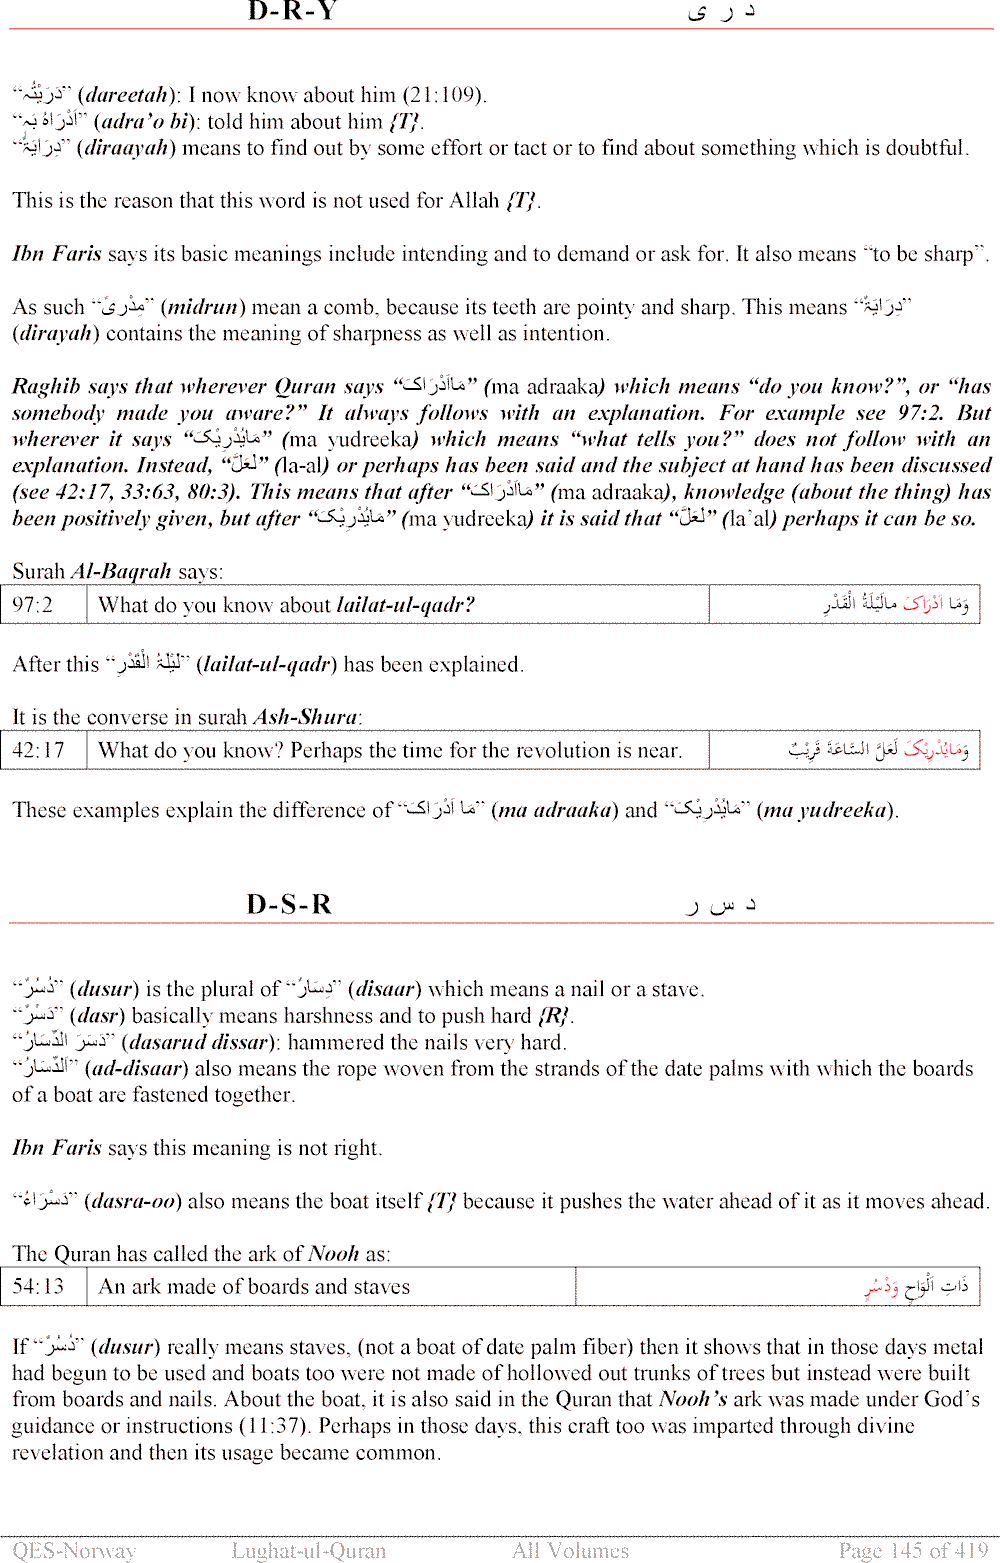 D-R-Y د ر ی
“دَرَيْتُہ” (dareetah): I now know about him (21:109).
“اَدْرَاهُ بَہٖ” (adra’o bi): told him about him {T}.
“دِرَايَۃٌ” (diraayah) means to find out by some effort or tact or to find about something which is doubtful.
This is the reason that this word is not used for Allah {T}.
Ibn Faris says its basic meanings include intending and to demand or ask for. It also means “to be sharp”.
As such “مِدْریً” (midrun) mean a comb, because its teeth are pointy and sharp. This means “دِرَايَۃٌ”
(dirayah) contains the meaning of sharpness as well as intention.
Raghib says that wherever Quran says “مَااَدْرَاکَ” (ma adraaka) which means “do you know?”, or “has
somebody made you aware?” It always follows with an explanation. For example see 97:2. But
wherever it says “مَايُدْرِيْکَ” (ma yudreeka) which means “what tells you?” does not follow with an
explanation. Instead, “لَعَلَّ” (la-al) or perhaps has been said and the subject at hand has been discussed
(see 42:17, 33:63, 80:3). This means that after “مَااَدْرَاکَ” (ma adraaka), knowledge (about the thing) has
been positively given, but after “مَايُدْرِيْکَ” (ma yudreeka) it is said that “لَعَلَّ” (la’al) perhaps it can be so.
Surah Al-Baqrah says:
97:2 What do you know about lailat-ul-qadr? وَمَا اَدْرَاکَ مالَيْلَۃُ الْقَدْرِ
After this “لَيْلَۃُ الْقَدْرِ” (lailat-ul-qadr) has been explained.
It is the converse in surah Ash-Shura:
42:17 What do you know? Perhaps the time for the revolution is near. وَمَايُدْرِيْکَ لَعَلَّ السَّاعَۃَ قَرِيْبٌ
These examples explain the difference of “مَا اَدْرَاکَ” (ma adraaka) and “مَايُدْرِيْکَ” (ma yudreeka).
D-S-R د س ر
“دُسُرٌ” (dusur) is the plural of “دِسَارٌ” (disaar) which means a nail or a stave.
“دَسْرٌ” (dasr) basically means harshness and to push hard {R}.
“دَسَرَ الدِّسَارُ” (dasarud dissar): hammered the nails very hard.
“اَلدِّسَارُ” (ad-disaar) also means the rope woven from the strands of the date palms with which the boards
of a boat are fastened together.
Ibn Faris says this meaning is not right.
“دَسْرَاءُ” (dasra-oo) also means the boat itself {T} because it pushes the water ahead of it as it moves ahead.
The Quran has called the ark of Nooh as:
54:13 An ark made of boards and staves ذَاتِ اَلْوَاحٍ وَدُسُرٍ
If “دُسُرٌ” (dusur) really means staves, (not a boat of date palm fiber) then it shows that in those days metal
had begun to be used and boats too were not made of hollowed out trunks of trees but instead were built
from boards and nails. About the boat, it is also said in the Quran that Nooh’s ark was made under God’s
guidance or instructions (11:37). Perhaps in those days, this craft too was imparted through divine
revelation and then its usage became common.
QES-Norway Lughat-ul-Quran All Volumes Page 145 of 419